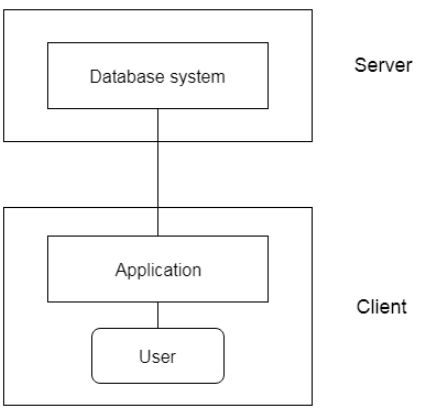 Database system
Server
Application
Client
User